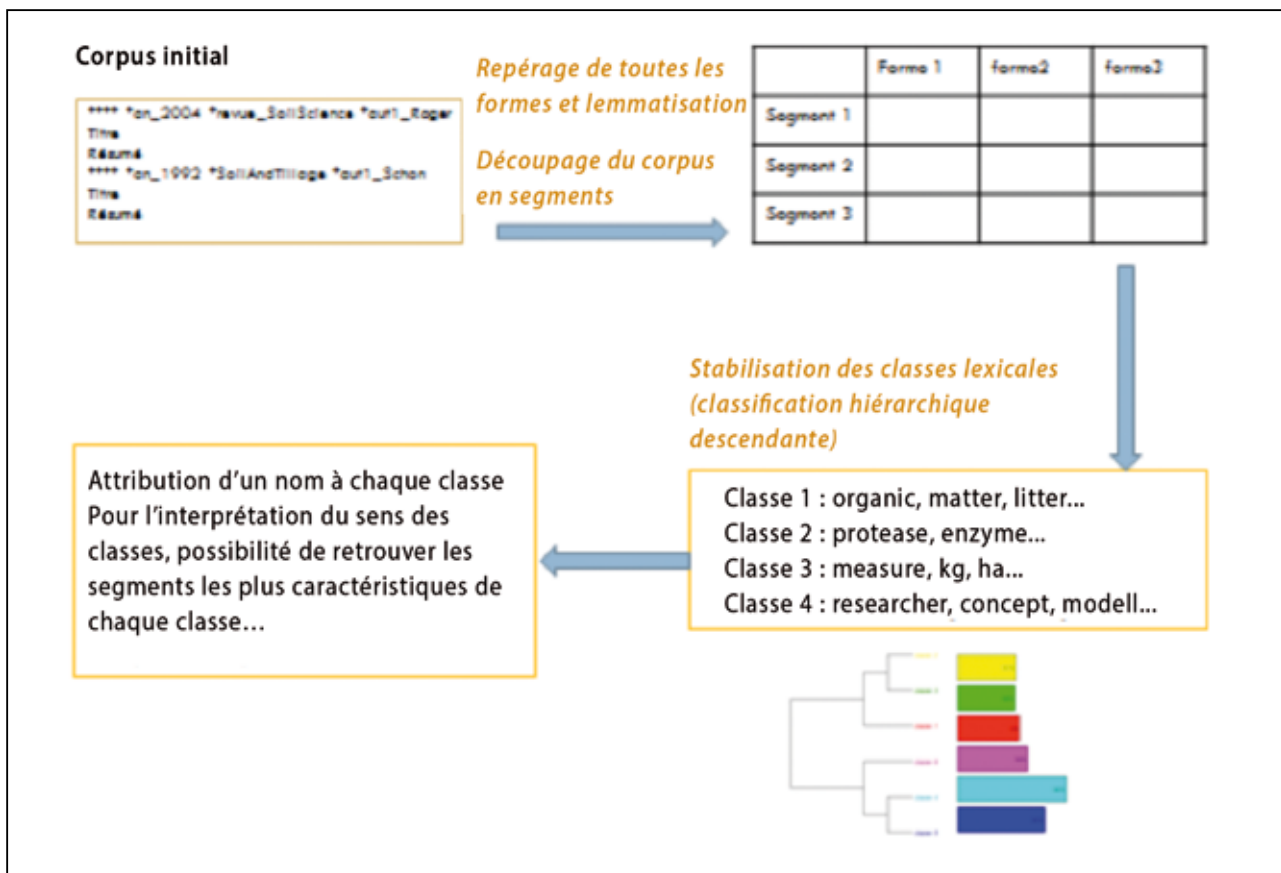 Corpus initial
**** *an_2004 *revue_SoilScience *aut1_Roger
Titre
Résumé
**** *an_1992 *SoilAndTillage *aut1_Schon
Titre
Résumé
Repérage de toutes les
formes et lemmatisation
Découpage du corpus
en segments
Forme 1 forme2 forme3
Segment 1
Segment 2
Segment 3
Stabilisation des classes lexicales
(classification hiérarchique
descendante)
Classe 1 : organic, matter, litter...
Classe 2 : protease, enzyme...
Classe 3 : measure, kg, ha...
Classe 4 : researcher, concept, modell...
Attribution d’un nom à chaque classe
Pour l’interprétation du sens des
classes, possibilité de retrouver les
segments les plus caractéristiques de
chaque classe…